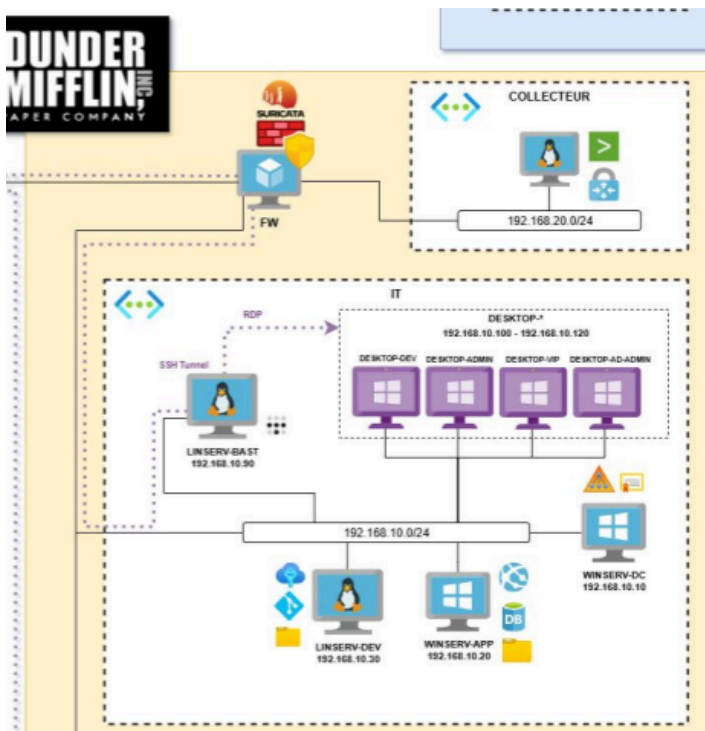 OUNDER
MIFFLIN, INC.
APER COMPANY
SURICATA
FW
COLLECTEUR
>
192.168.20.0/24
IT
RDP
DESKTOP-*
192.168.10.100 - 192.168.10.120
DESKTOP-DEV
DESKTOP-ADMIN
DESKTOP-VIP
DESKTOP-AD-ADMIN
SSH Tunnel
LINSERV-BAST
192.168.10.90
192.168.10.0/24
WINSERV-DC
192.168.10.10
DB
LINSERV-DEV
192.168.10.30
WINSERV-APP
192.168.10.20